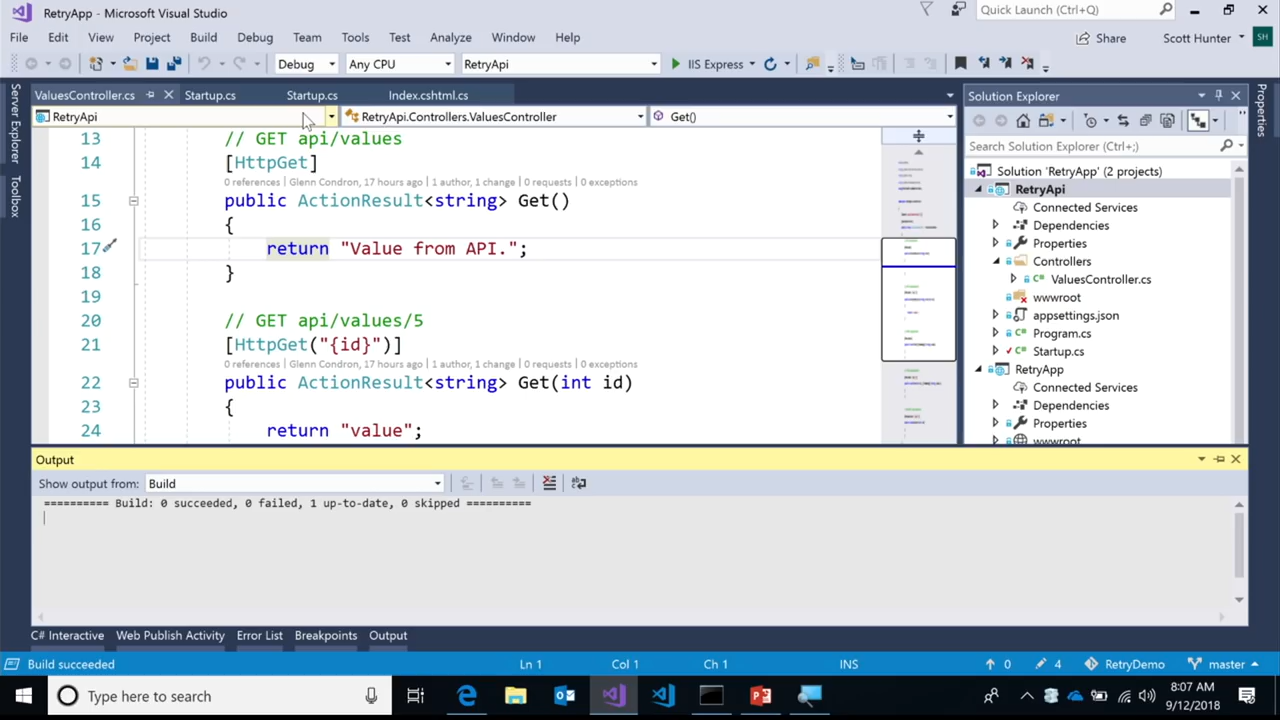 RetryApp - Microsoft Visual Studio
Quick Launch (Ctrl+Q)
File Edit View Project Build Debug Team Tools Test Analyze Window Help
Share Scott Hunter SH
Debug Any CPU RetryApi IIS Express
Server Explorer
Toolbox
ValuesController.cs Startup.cs Startup.cs Index.cshtml.cs
RetryApi RetryApi.Controllers.ValuesController Get()
13 // GET api/values
14 [HttpGet]
0 references | Glenn Condron, 17 hours ago | 1 author, 1 change | 0 requests | 0 exceptions
15 public ActionResult<string> Get()
16 {
17 return "Value from API.";
18 }
19
20 // GET api/values/5
21 [HttpGet("{id}")]
0 references | Glenn Condron, 17 hours ago | 1 author, 1 change | 0 requests | 0 exceptions
22 public ActionResult<string> Get(int id)
23 {
24 return "value";
Solution Explorer
Search Solution Explorer (Ctrl+;)
Solution 'RetryApp' (2 projects)
RetryApi
Connected Services
Dependencies
Properties
Controllers
C# ValuesController.cs
wwwroot
appsettings.json
C# Program.cs
C# Startup.cs
RetryApp
Connected Services
Dependencies
Properties
wwwroot
Properties
Output
Show output from: Build
========== Build: 0 succeeded, 0 failed, 1 up-to-date, 0 skipped ==========
C# Interactive Web Publish Activity Error List Breakpoints Output
Build succeeded Ln 1 Col 1 Ch 1 INS 0 4 RetryDemo master
Type here to search
8:07 AM
9/12/2018